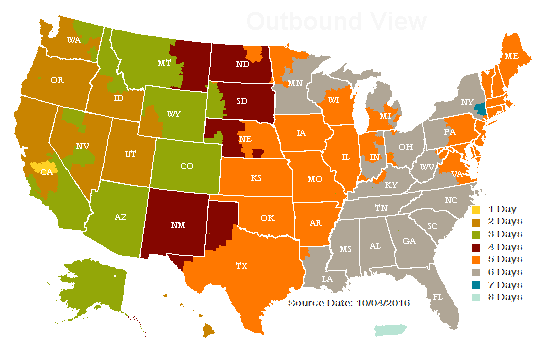 Outbound View
WA
MT
ND
MN
ME
OR
ID
SD
WI
NY
MI
WY
IA
PA
NE
NV
OH
IL
IN
UT
CO
CA
WV
VA
KS
MO
KY
NC
TN
OK
AR
AZ
NM
SC
MS
AL
GA
TX
LA
FL
1 Day
2 Days
3 Days
4 Days
5 Days
6 Days
7 Days
8 Days
Source Date: 10/04/2016